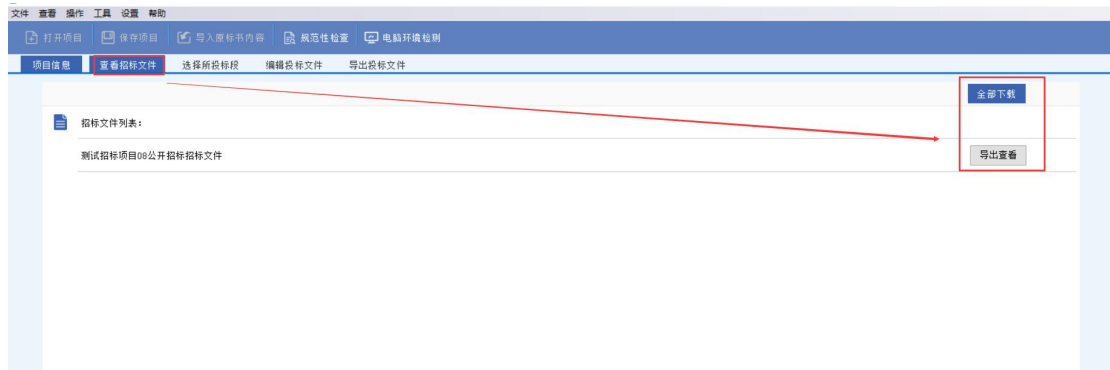 文件 查看 操作 工具 设置 帮助
打开项目 保存项目 导入原标书内容 规范性检查 电脑环境检测
项目信息 查看招标文件 选择所投标段 编辑投标文件 导出投标文件
全部下载
招标文件列表：
测试招标项目08公开招标招标文件 导出查看